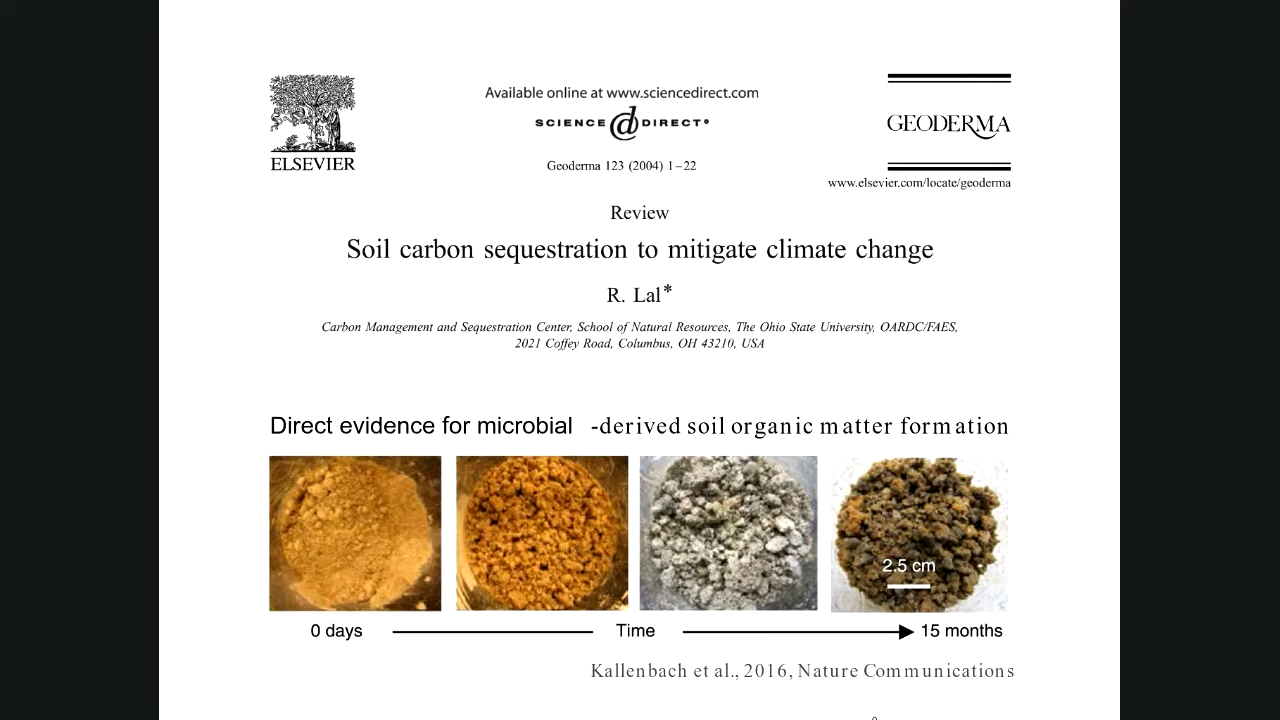 Available online at www.sciencedirect.com
SCIENCE @ DIRECT®
ELSEVIER
GEODERMA
Geoderma 123 (2004) 1–22
www.elsevier.com/locate/geoderma
Review
Soil carbon sequestration to mitigate climate change
R. Lal*
Carbon Management and Sequestration Center, School of Natural Resources, The Ohio State University, OARDC/FAES,
2021 Coffey Road, Columbus, OH 43210, USA
Direct evidence for microbial -derived soil organic matter formation
2.5 cm
0 days Time 15 months
Kallenbach et al., 2016, Nature Communications